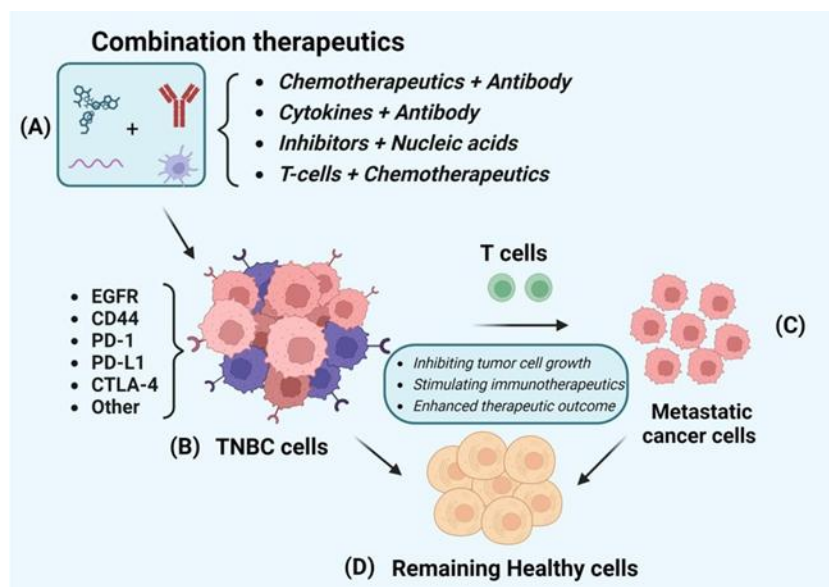 Combination therapeutics
(A)
+
• Chemotherapeutics + Antibody
• Cytokines + Antibody
• Inhibitors + Nucleic acids
• T-cells + Chemotherapeutics
• EGFR
• CD44
• PD-1
• PD-L1
• CTLA-4
• Other
(B) TNBC cells
T cells
• Inhibiting tumor cell growth
• Stimulating immunotherapeutics
• Enhanced therapeutic outcome
(C)
Metastatic
cancer cells
(D) Remaining Healthy cells